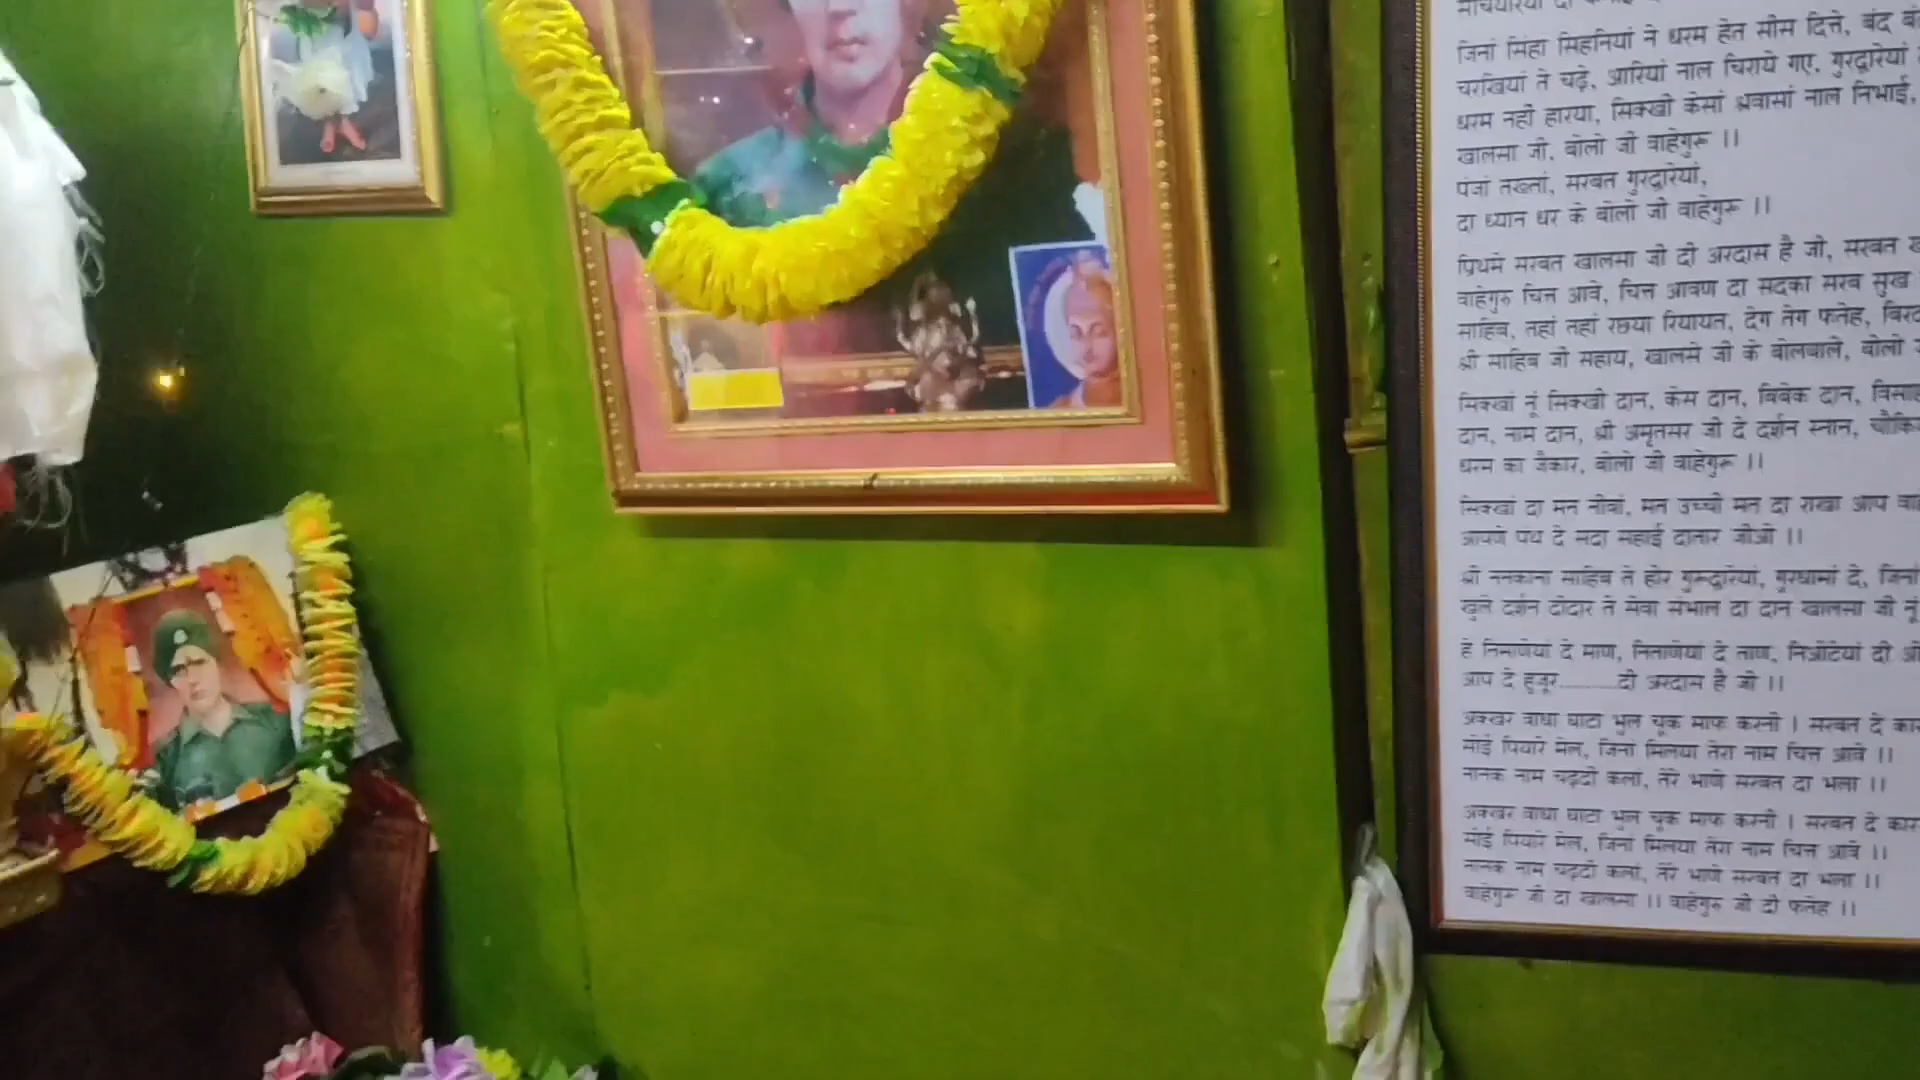 जिनां सिंहा सिहनियां ने धरम हेत सीस दित्ते, बंद
चरखियां ते चढ़े, आरियां नाल चिराये गए, गुरद्वारेयां
धरम नही हारया, सिक्खी केसां श्वासां नाल निभाई,
खालसा जी, बोलो जी वाहेगुरू ।।
पंजां तख्तां, सरबत गुरद्वारेयां,
दा ध्यान धर के बोलो जी वाहेगुरू ।।
प्रिथमे सरबत खालसा जी दी अरदास है जी, सरबत
वाहेगुरु चित्त आवे, चित्त आवण दा सदका सरब सुख
साहिब, तहां तहां रछया रियायत, देग तेग फतेह,
श्री साहिब जी सहाय, खालसे जी के बोलबाले, बोलो
सिक्खां नूं सिक्खी दान, केस दान, बिबेक दान,
दान, नाम दान, श्री अमृतसर जी दे दर्शन स्नान,
धरम का जैकार, बोलो जी वाहेगुरू ।।
सिक्खां दा मन नीवां, मत उच्ची मत दा राखा आप
आपणे पंथ दे सदा सहाई दातार जीओ ।।
श्री ननकाना साहिब ते होर गुरुद्वारेयां, गुरधामां दे,
खुले दर्शन दीदार ते सेवा संभाल दा दान खालसा जी नूं
हे निमाणेयां दे माण, निताणेयां दे ताण, निओटेयां दी
आप दे हुजूर..........दी अरदास है जी ।।
अक्खर वाधा घाटा भुल चूक माफ करनी । सरबत दे
सोई पियारे मेल, जिनां मिलया तेरा नाम चित्त आवे ।।
नानक नाम चढ़दी कलां, तेरे भाणे सरबत दा भला ।।
अक्खर वाधा घाटा भुल चूक माफ करनी । सरबत दे
सोई पियारे मेल, जिनां मिलया तेरा नाम चित्त आवे ।।
नानक नाम चढ़दी कलां, तेरे भाणे सरबत दा भला ।।
वाहेगुरू जी दा खालसा ।। वाहेगुरू जी दी फतेह ।।